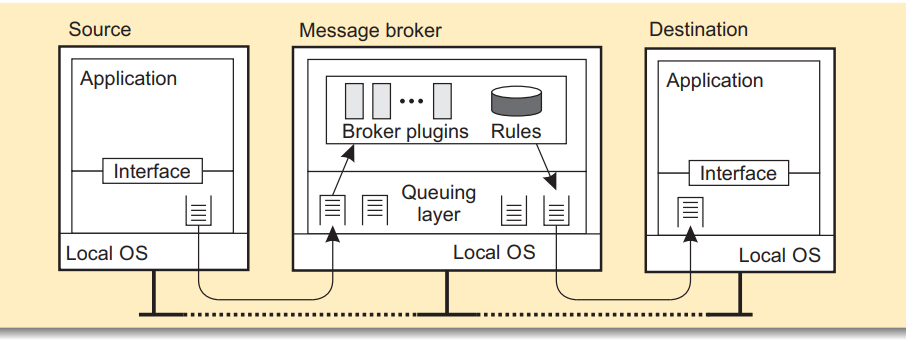 Source
Message broker
Destination
Application
Broker plugins
Rules
Application
Interface
Queuing
layer
Interface
Local OS
Local OS
Local OS